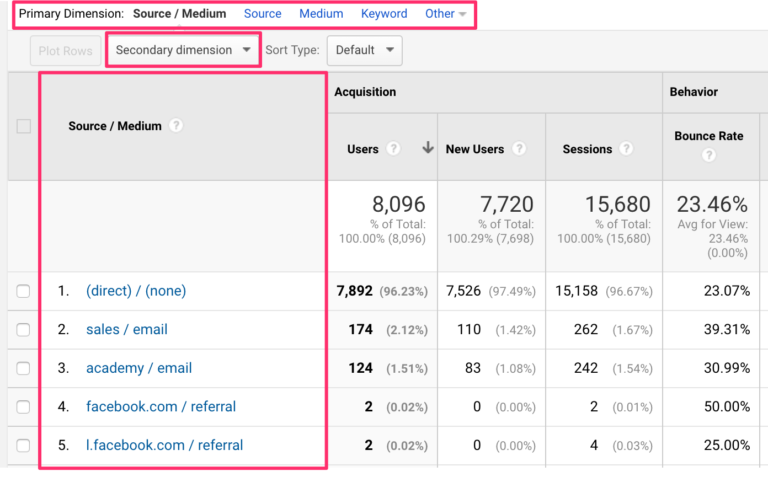 Primary Dimension: Source / Medium Source Medium Keyword Other
Plot Rows Secondary dimension Sort Type: Default
Acquisition Behavior
Source / Medium ? Users ? New Users ? Sessions ? Bounce Rate ?
8,096 7,720 15,680 23.46%
% of Total: % of Total: % of Total: Avg for View:
100.00% (8,096) 100.29% (7,698) 100.00% (15,680) 23.46%
(0.00%)
1. (direct) / (none) 7,892 (96.23%) 7,526 (97.49%) 15,158 (96.67%) 23.07%
2. sales / email 174 (2.12%) 110 (1.42%) 262 (1.67%) 39.31%
3. academy / email 124 (1.51%) 83 (1.08%) 242 (1.54%) 30.99%
4. facebook.com / referral 2 (0.02%) 0 (0.00%) 2 (0.01%) 50.00%
5. l.facebook.com / referral 2 (0.02%) 0 (0.00%) 4 (0.03%) 25.00%